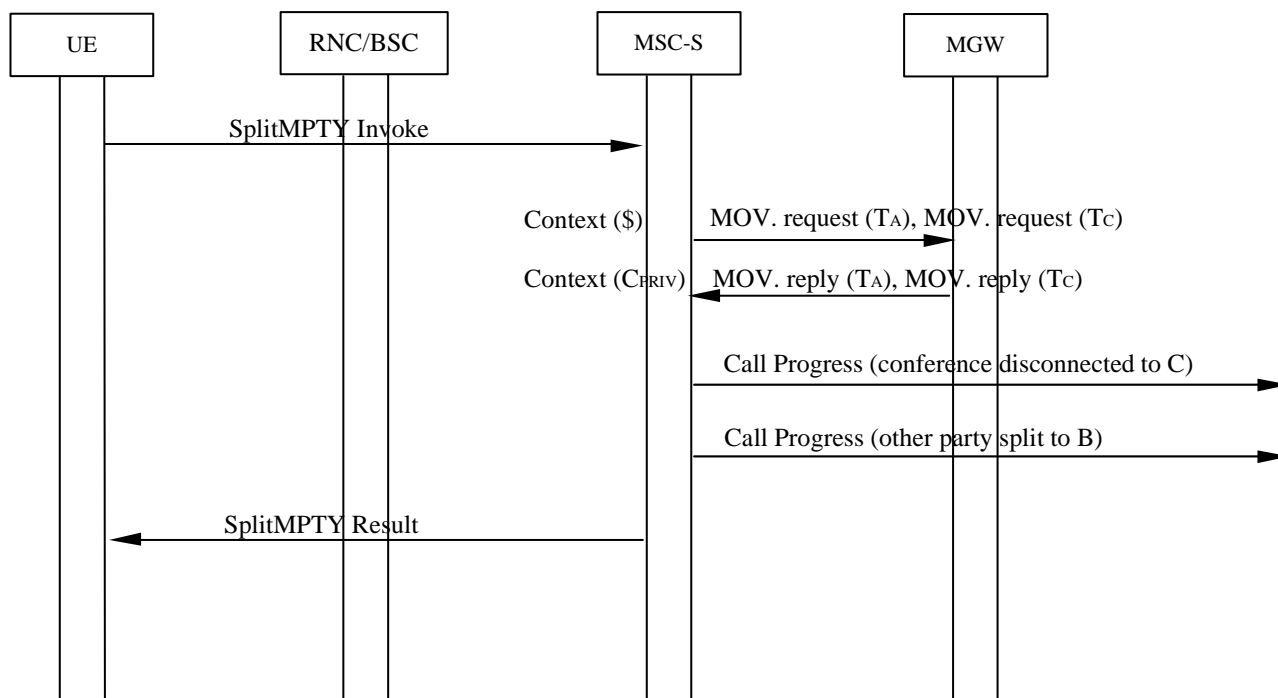 UE
RNC/BSC
MSC-S
MGW
SplitMPTY Invoke
Context ($)
MOV. request (TA), MOV. request (TC)
Context (CPRIV)
MOV. reply (TA), MOV. reply (TC)
Call Progress (conference disconnected to C)
Call Progress (other party split to B)
SplitMPTY Result